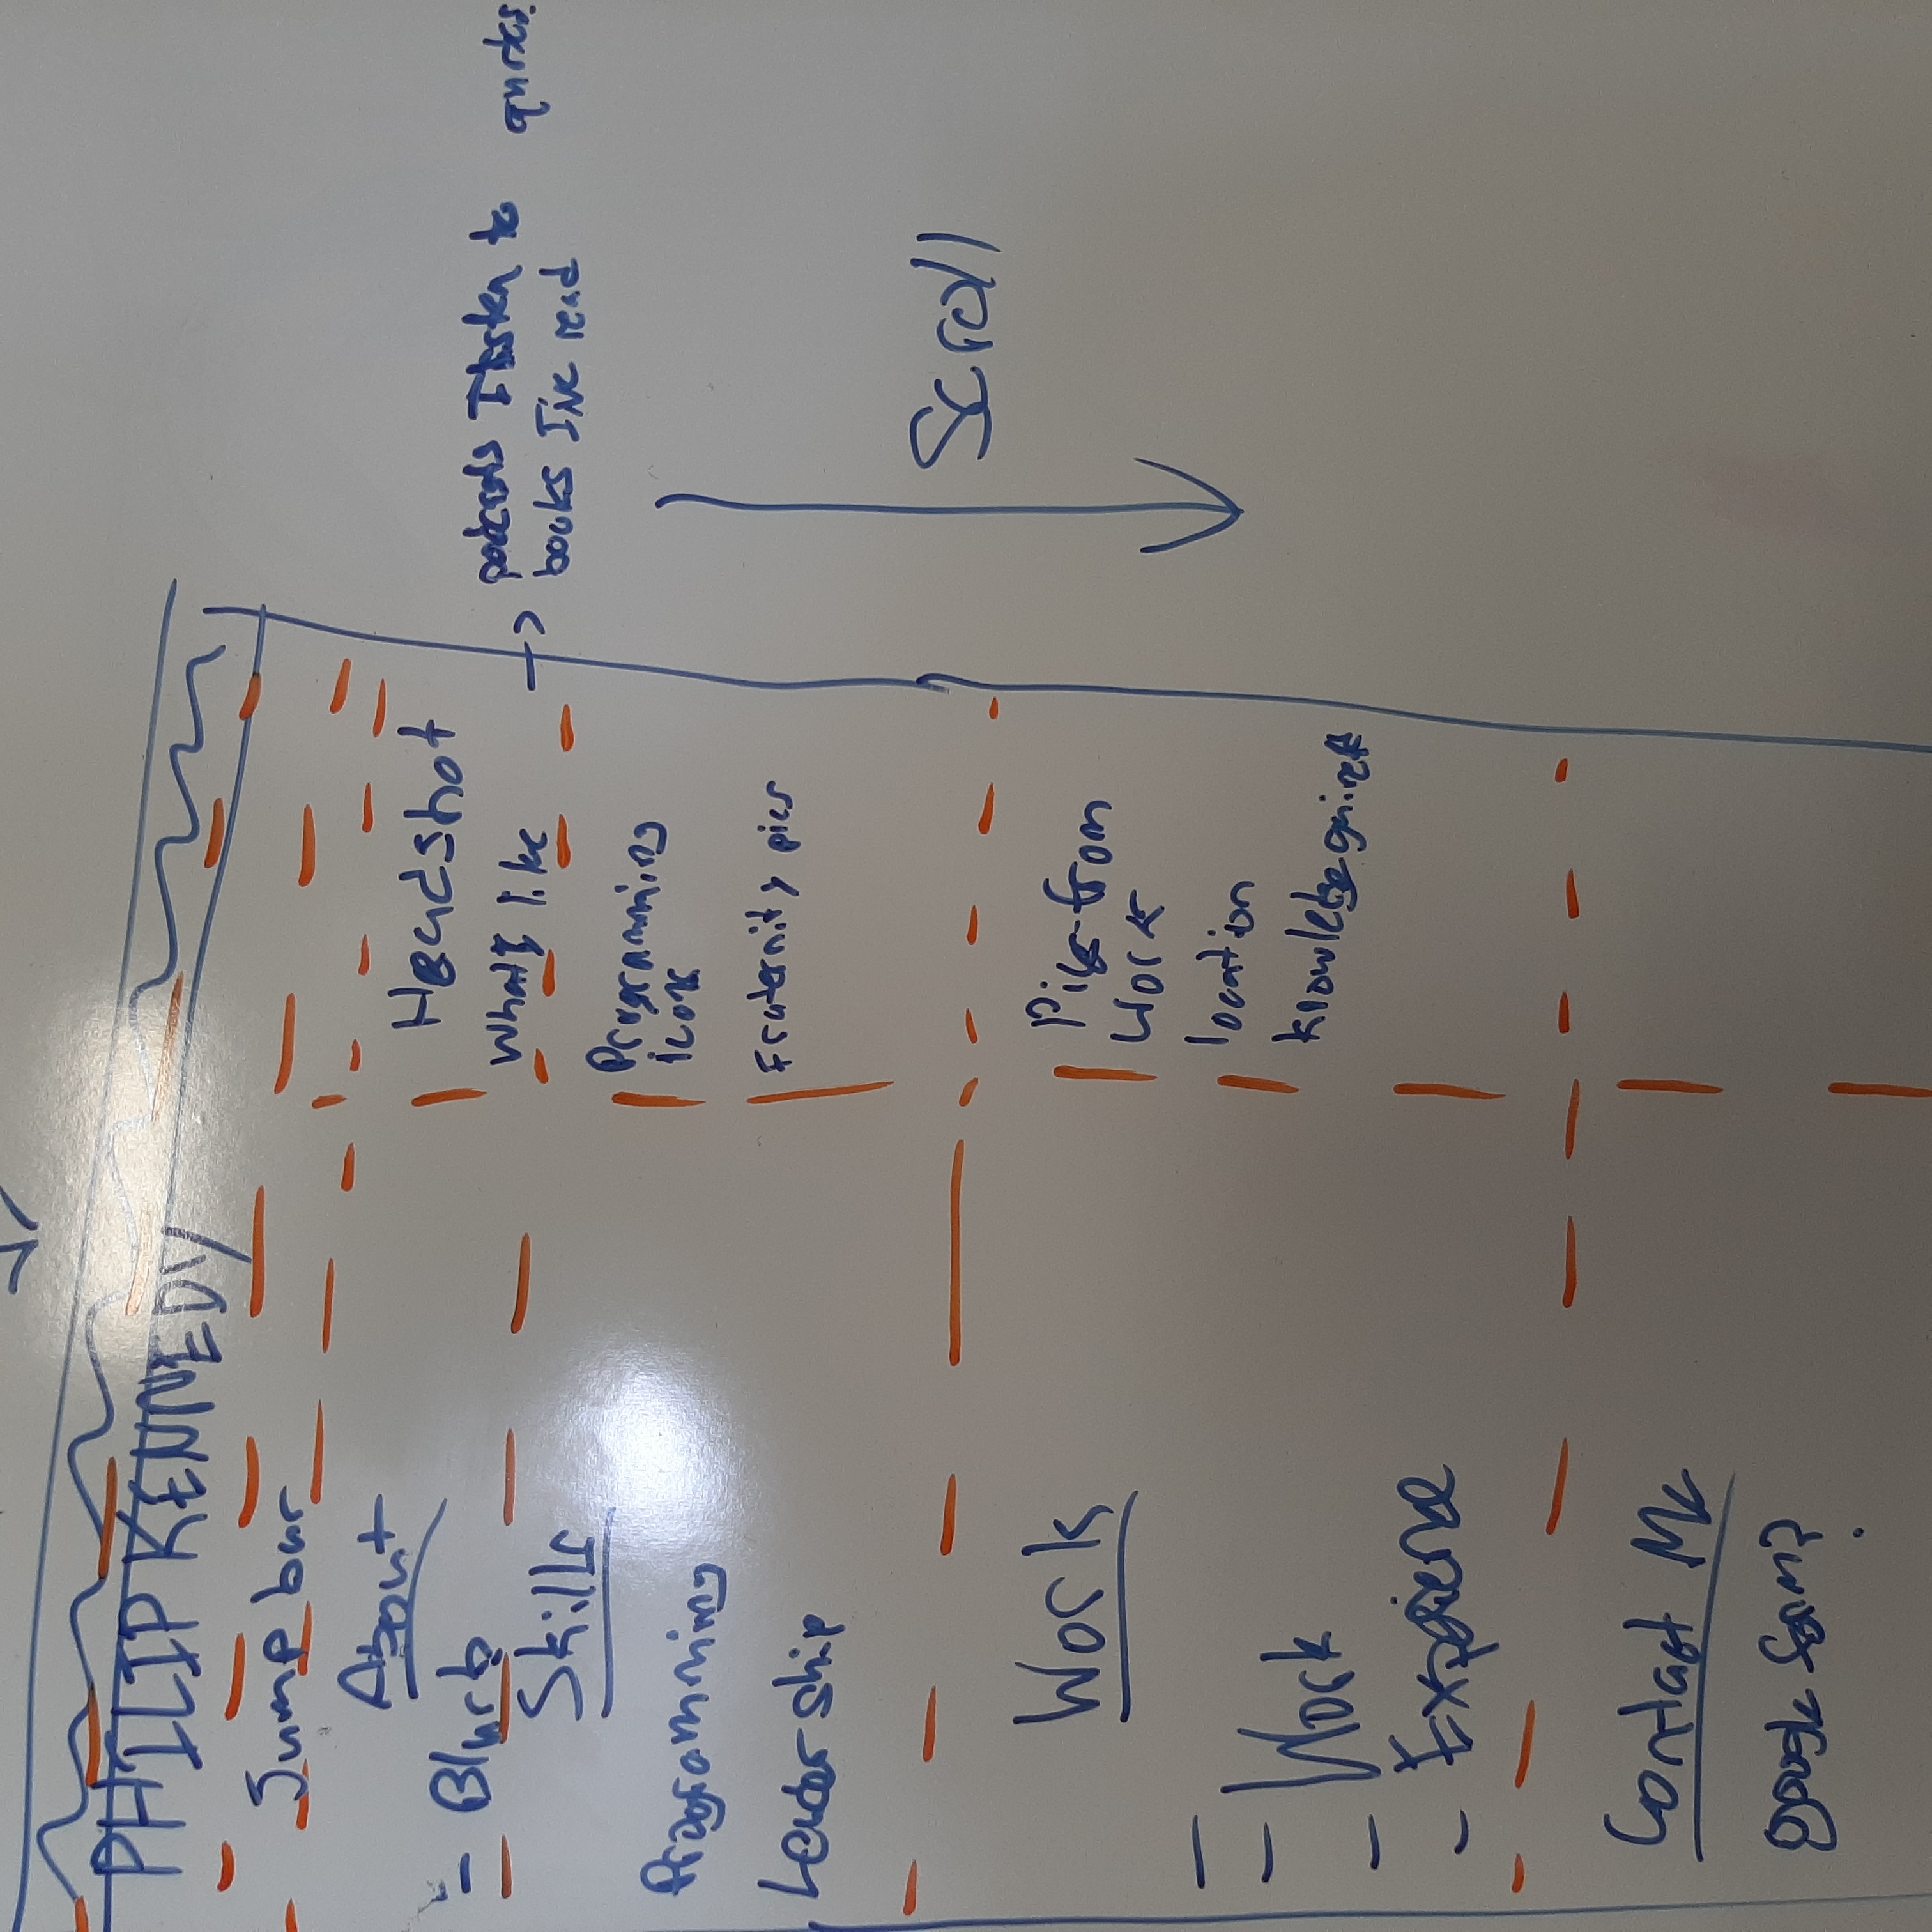 PHILIP KENNEDY
Jump bar
About
- Blurb
Headshot
What I like
podcasts I listen to quotes
books I've read
Skills
Programming
Leadership
Programming
icons
Fraternity pics
Scroll
Work
Work
Experience
Pics from
work
location
knowledge gained
Contact Me
google form?